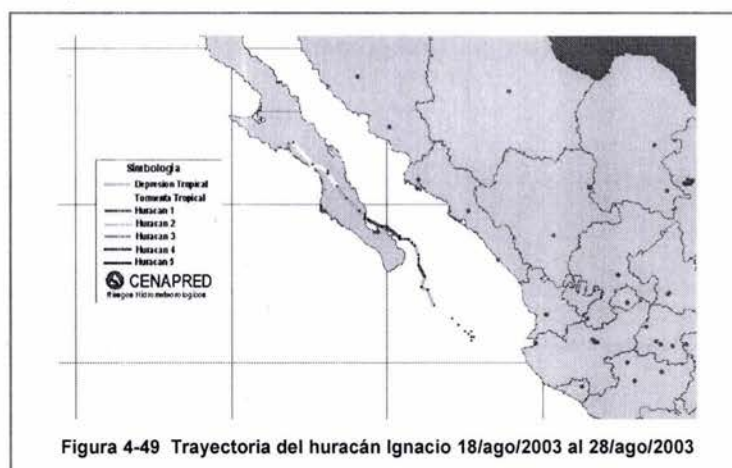 Simbología
Depresion Tropical
Tormenta Tropical
Huracan 1
Huracan 2
Huracan 3
Huracan 4
Huracan 5
CENAPRED
Riesgos Hidrometeorologicos
Figura 4-49 Trayectoria del huracán Ignacio 18/ago/2003 al 28/ago/2003